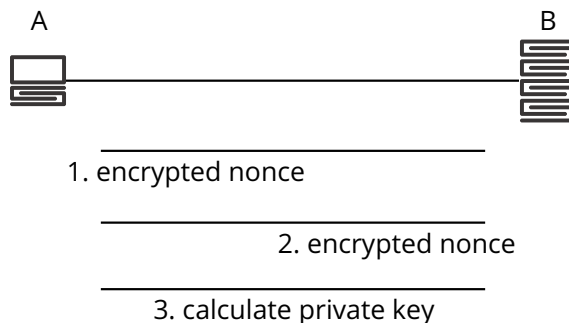 A
B
1. encrypted nonce
2. encrypted nonce
3. calculate private key